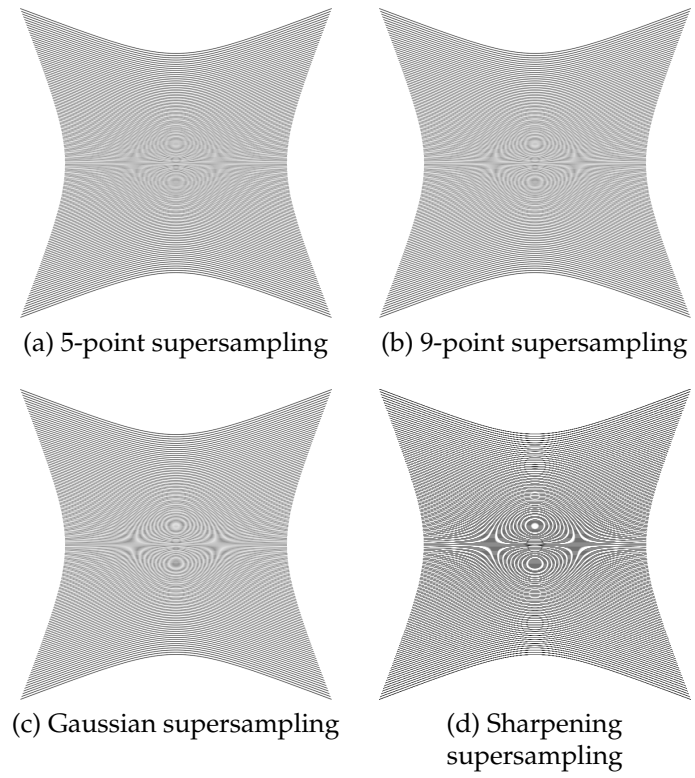 (a) 5-point supersampling
(b) 9-point supersampling
(c) Gaussian supersampling
(d) Sharpening
supersampling